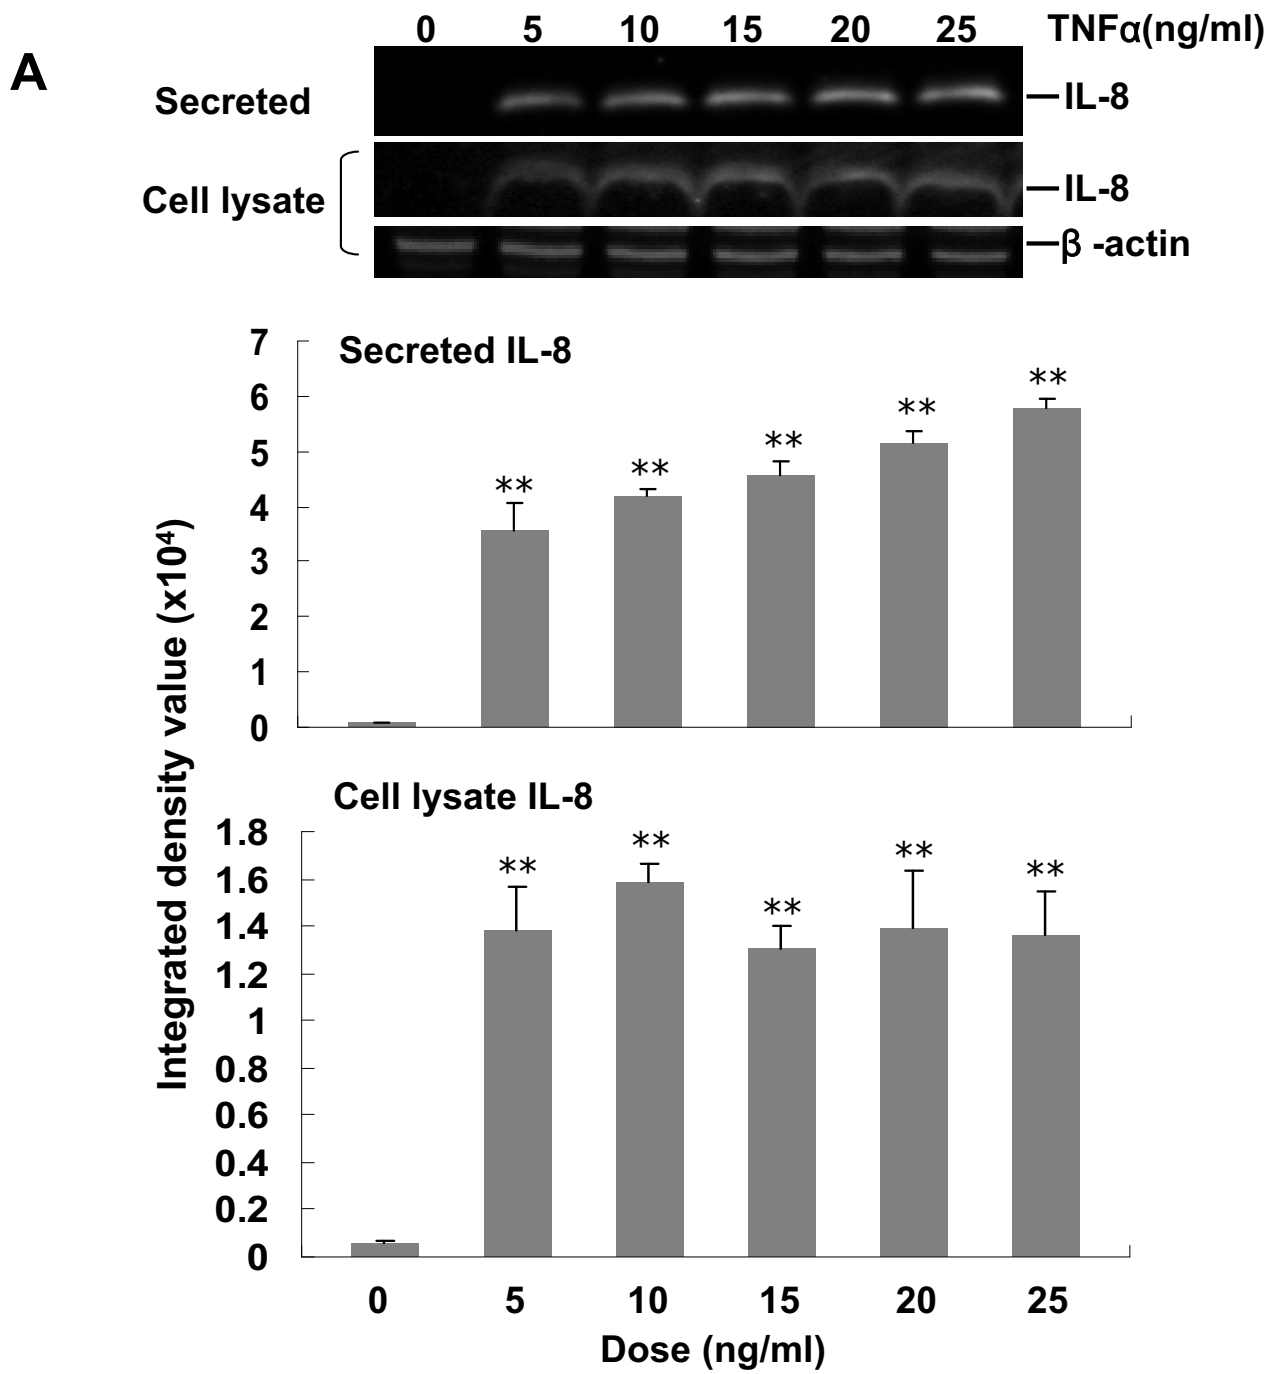 A
0 5 10 15 20 25 TNFα(ng/ml)
Secreted
IL-8
Cell lysate
IL-8
β -actin
Integrated density value (x10⁴)
Secreted IL-8
7
6
5
4
3
2
1
0
** ** ** ** **
Cell lysate IL-8
1.8
1.6
1.4
1.2
1
0.8
0.6
0.4
0.2
0
** ** ** ** **
0 5 10 15 20 25
Dose (ng/ml)